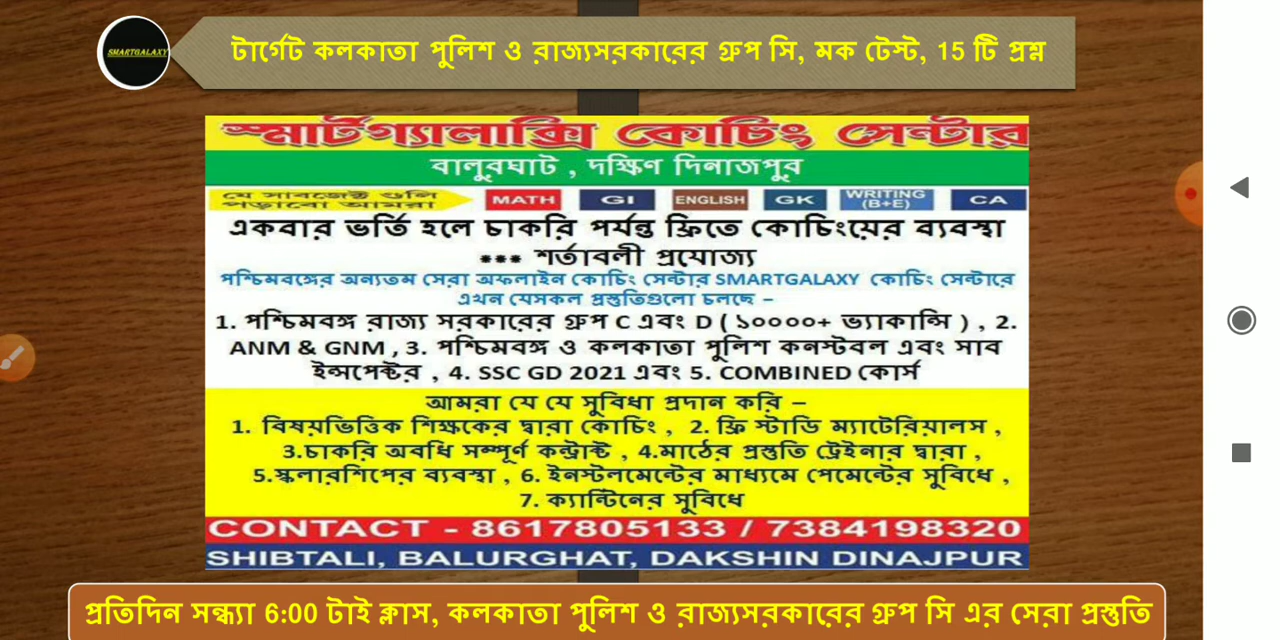 SMARTGALAXY
টার্গেট কলকাতা পুলিশ ও রাজ্যসরকারের গ্রুপ সি, মক টেস্ট, 15 টি প্রশ্ন
স্মার্টগ্যালাক্সি কোচিং সেন্টার
বালুরঘাট , দক্ষিণ দিনাজপুর
যে সাবজেক্ট গুলি
পড়ানো আমরা
MATH GI ENGLISH GK WRITING (B+E) CA
একবার ভর্তি হলে চাকরি পর্যন্ত ফ্রিতে কোচিংয়ের ব্যবস্থা
*** শর্তাবলী প্রযোজ্য
পশ্চিমবঙ্গের অন্যতম সেরা অফলাইন কোচিং সেন্টার SMARTGALAXY কোচিং সেন্টারে
এখন যেসকল প্রস্তুতিগুলো চলছে –
1. পশ্চিমবঙ্গ রাজ্য সরকারের গ্রুপ C এবং D ( ১০০০০+ ভ্যাকান্সি ) , 2.
ANM & GNM , 3. পশ্চিমবঙ্গ ও কলকাতা পুলিশ কনস্টবল এবং সাব
ইন্সপেক্টর , 4. SSC GD 2021 এবং 5. COMBINED কোর্স
আমরা যে যে সুবিধা প্রদান করি –
1. বিষয়ভিত্তিক শিক্ষকের দ্বারা কোচিং , 2. ফ্রি স্টাডি ম্যাটেরিয়ালস ,
3.চাকরি অবধি সম্পূর্ণ কন্ট্রাক্ট , 4.মাঠের প্রস্তুতি ট্রেইনার দ্বারা ,
5.স্কলারশিপের ব্যবস্থা , 6. ইনস্টলমেন্টের মাধ্যমে পেমেন্টের সুবিধে ,
7. ক্যান্টিনের সুবিধে
CONTACT - 8617805133 / 7384198320
SHIBTALI, BALURGHAT, DAKSHIN DINAJPUR
প্রতিদিন সন্ধ্যা 6:00 টাই ক্লাস, কলকাতা পুলিশ ও রাজ্যসরকারের গ্রুপ সি এর সেরা প্রস্তুতি